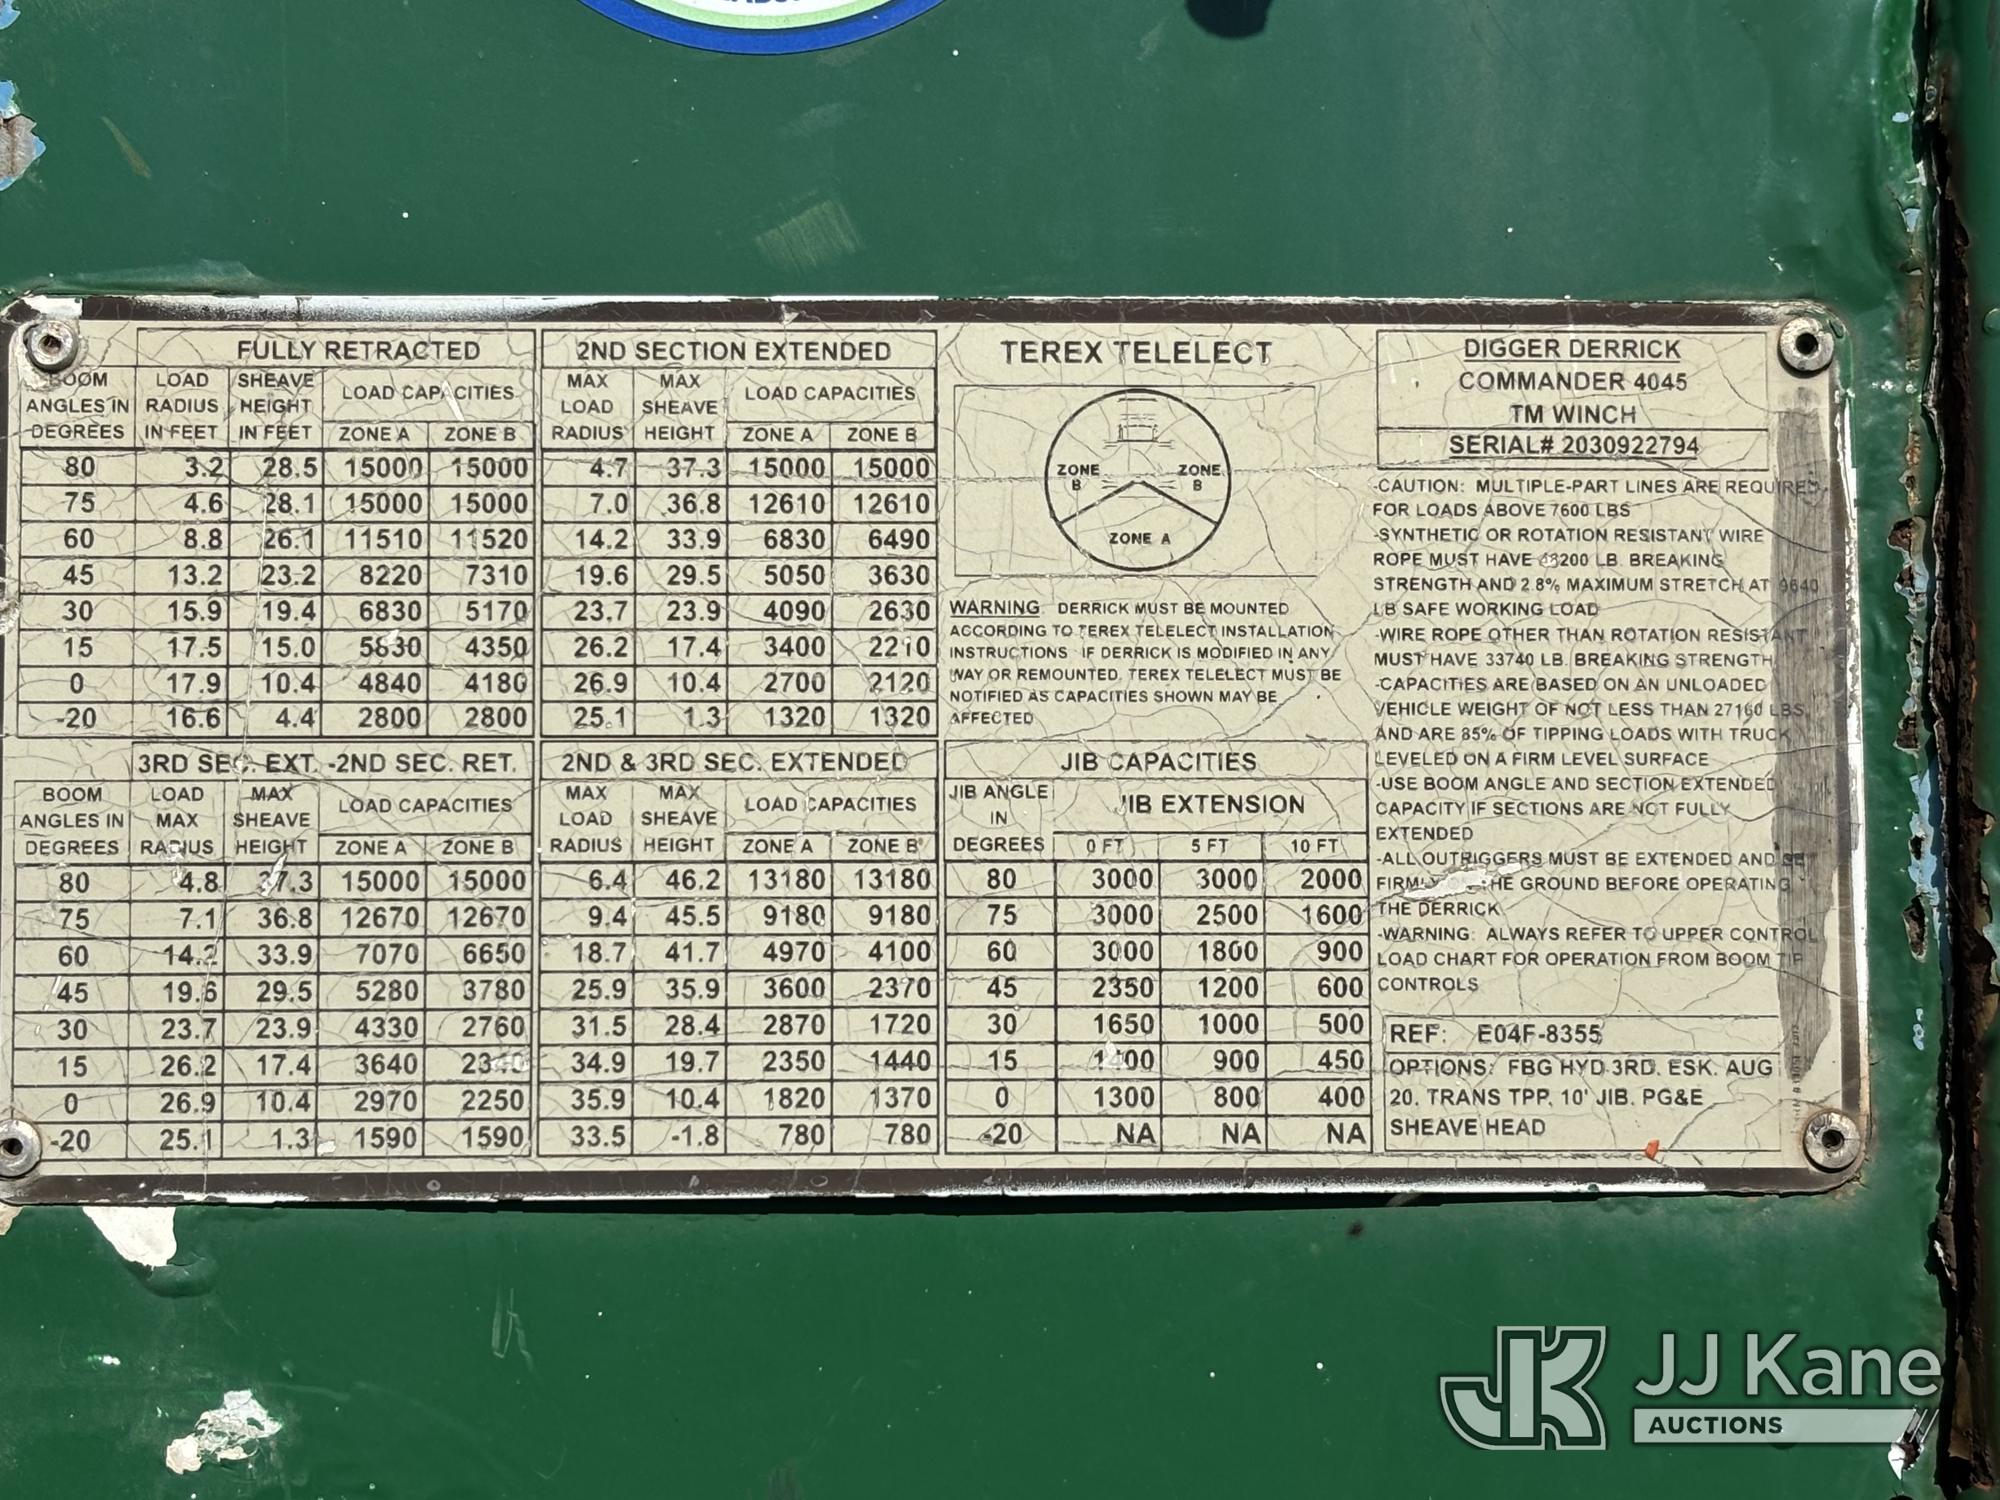 FULLY RETRACTED
BOOM ANGLES IN DEGREES | LOAD RADIUS IN FEET | SHEAVE HEIGHT IN FEET | LOAD CAPACITIES
ZONE A | ZONE B
80 3.2 28.5 15000 15000
75 4.6 28.1 15000 15000
60 8.8 26.1 11510 11520
45 13.2 23.2 8220 7310
30 15.9 19.4 6830 5170
15 17.5 15.0 5830 4350
0 17.9 10.4 4840 4180
-20 16.6 4.4 2800 2800
2ND SECTION EXTENDED
MAX LOAD RADIUS | MAX SHEAVE HEIGHT | LOAD CAPACITIES
ZONE A | ZONE B
4.7 37.3 15000 15000
7.0 36.8 12610 12610
14.2 33.9 6830 6490
19.6 29.5 5050 3630
23.7 23.9 4090 2630
26.2 17.4 3400 2210
26.9 10.4 2700 2120
25.1 1.3 1320 1320
3RD SEC. EXT. -2ND SEC. RET.
BOOM ANGLES IN DEGREES | LOAD MAX RADIUS | MAX SHEAVE HEIGHT | LOAD CAPACITIES
ZONE A | ZONE B
80 4.8 37.3 15000 15000
75 7.1 36.8 12670 12670
60 14.2 33.9 7070 6650
45 19.6 29.5 5280 3780
30 23.7 23.9 4330 2760
15 26.2 17.4 3640 2340
0 26.9 10.4 2970 2250
-20 25.1 1.3 1590 1590
2ND & 3RD SEC. EXTENDED
MAX LOAD RADIUS | MAX SHEAVE HEIGHT | LOAD CAPACITIES
ZONE A | ZONE B
6.4 46.2 13180 13180
9.4 45.5 9180 9180
18.7 41.7 4970 4100
25.9 35.9 3600 2370
31.5 28.4 2870 1720
34.9 19.7 2350 1440
35.9 10.4 1820 1370
33.5 -1.8 780 780
TEREX TELELECT
ZONE B
ZONE B
ZONE A
WARNING: DERRICK MUST BE MOUNTED
ACCORDING TO TEREX TELELECT INSTALLATION
INSTRUCTIONS IF DERRICK IS MODIFIED IN ANY
WAY OR REMOUNTED, TEREX TELELECT MUST BE
NOTIFIED AS CAPACITIES SHOWN MAY BE
AFFECTED
JIB CAPACITIES
JIB ANGLE IN DEGREES | JIB EXTENSION
0 FT | 5 FT | 10 FT
80 3000 3000 2000
75 3000 2500 1600
60 3000 1800 900
45 2350 1200 600
30 1650 1000 500
15 1400 900 450
0 1300 800 400
-20 NA NA NA
DIGGER DERRICK
COMMANDER 4045
TM WINCH
SERIAL# 2030922794
-CAUTION: MULTIPLE-PART LINES ARE REQUIRED
FOR LOADS ABOVE 7600 LBS
-SYNTHETIC OR ROTATION RESISTANT WIRE
ROPE MUST HAVE 48200 LB. BREAKING
STRENGTH AND 2.8% MAXIMUM STRETCH AT 9640
LB SAFE WORKING LOAD
-WIRE ROPE OTHER THAN ROTATION RESISTANT
MUST HAVE 33740 LB. BREAKING STRENGTH
-CAPACITIES ARE BASED ON AN UNLOADED
VEHICLE WEIGHT OF NOT LESS THAN 27160 LBS
AND ARE 85% OF TIPPING LOADS WITH TRUCK
LEVELED ON A FIRM LEVEL SURFACE
-USE BOOM ANGLE AND SECTION EXTENDED
CAPACITY IF SECTIONS ARE NOT FULLY
EXTENDED
-ALL OUTRIGGERS MUST BE EXTENDED AND SET
FIRMLY THE GROUND BEFORE OPERATING
THE DERRICK
-WARNING: ALWAYS REFER TO UPPER CONTROL
LOAD CHART FOR OPERATION FROM BOOM TIP
CONTROLS
REF: E04F-8355
OPTIONS: FBG HYD 3RD. ESK. AUG
20, TRANS TPP, 10' JIB. PG&E
SHEAVE HEAD
JK JJ Kane
AUCTIONS